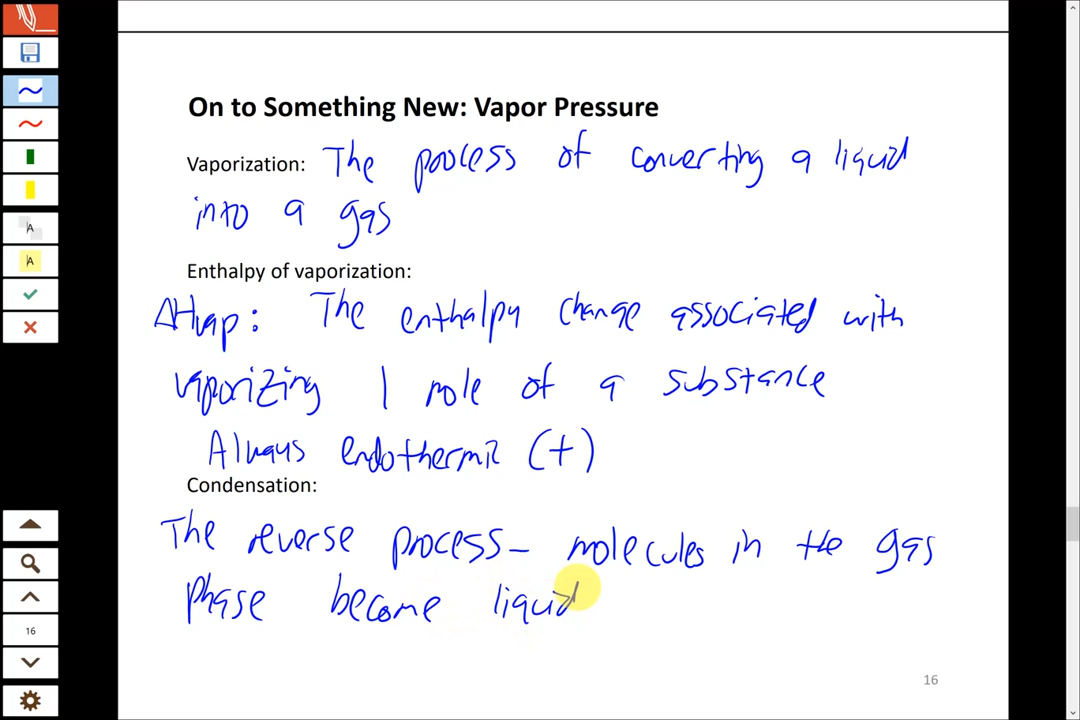 On to Something New: Vapor Pressure
Vaporization: The process of converting a liquid
into a gas
Enthalpy of vaporization:
ΔHvap: The enthalpy change associated with
vaporizing 1 mole of a substance
Always endothermic (+)
Condensation:
The reverse process- molecules in the gas
phase become liquid
16
A
A
16